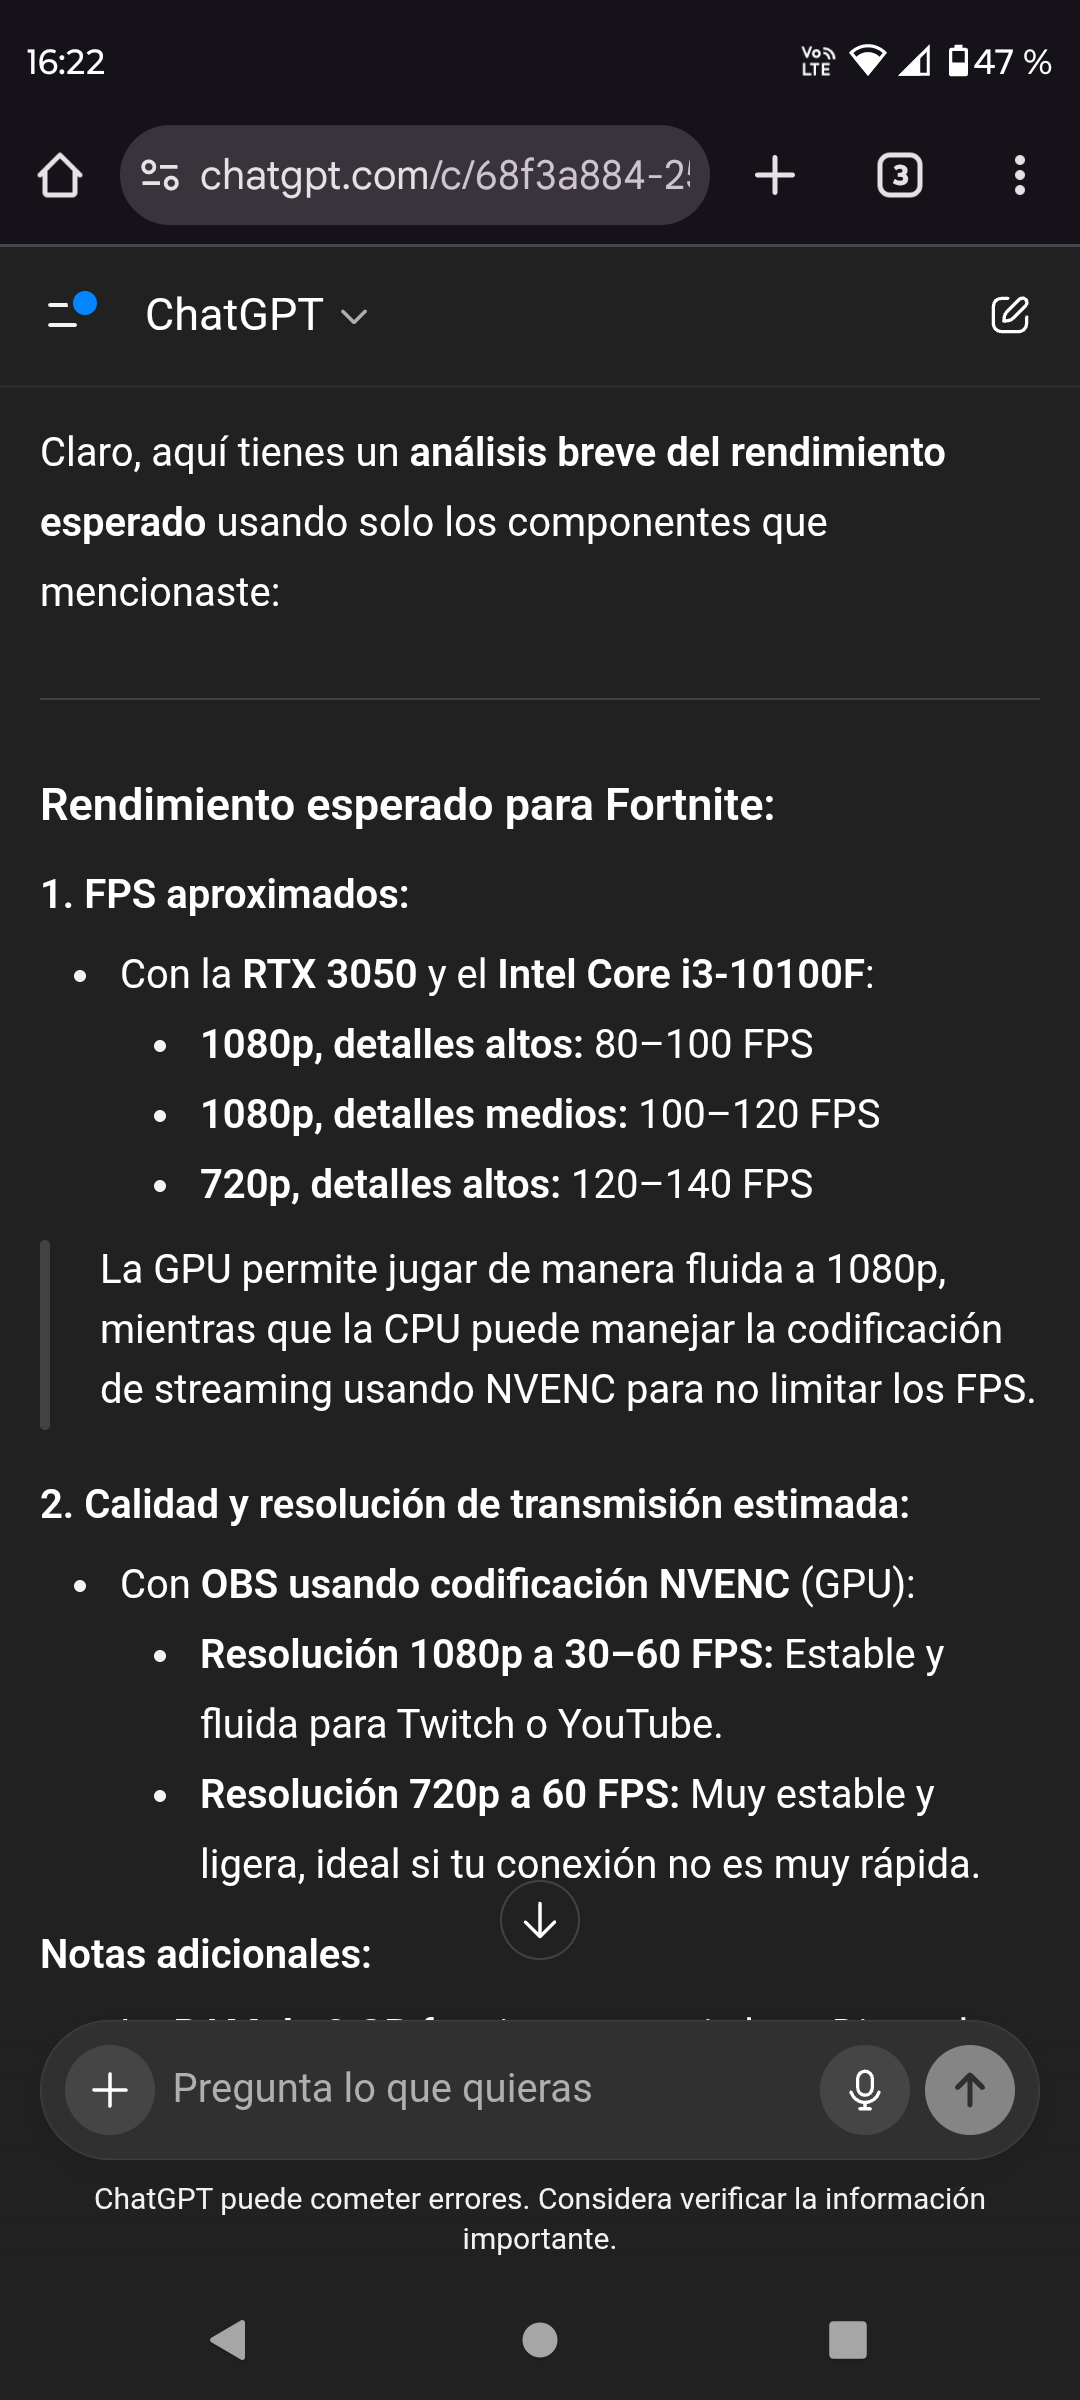 16:22
Vo LTE 47 %
chatgpt.com/c/68f3a884-2
3
ChatGPT
Claro, aquí tienes un análisis breve del rendimiento
esperado usando solo los componentes que
mencionaste:
Rendimiento esperado para Fortnite:
1. FPS aproximados:
• Con la RTX 3050 y el Intel Core i3-10100F:
• 1080p, detalles altos: 80–100 FPS
• 1080p, detalles medios: 100–120 FPS
• 720p, detalles altos: 120–140 FPS
La GPU permite jugar de manera fluida a 1080p,
mientras que la CPU puede manejar la codificación
de streaming usando NVENC para no limitar los FPS.
2. Calidad y resolución de transmisión estimada:
• Con OBS usando codificación NVENC (GPU):
• Resolución 1080p a 30–60 FPS: Estable y
fluida para Twitch o YouTube.
• Resolución 720p a 60 FPS: Muy estable y
ligera, ideal si tu conexión no es muy rápida.
Notas adicionales:
Pregunta lo que quieras
ChatGPT puede cometer errores. Considera verificar la información
importante.